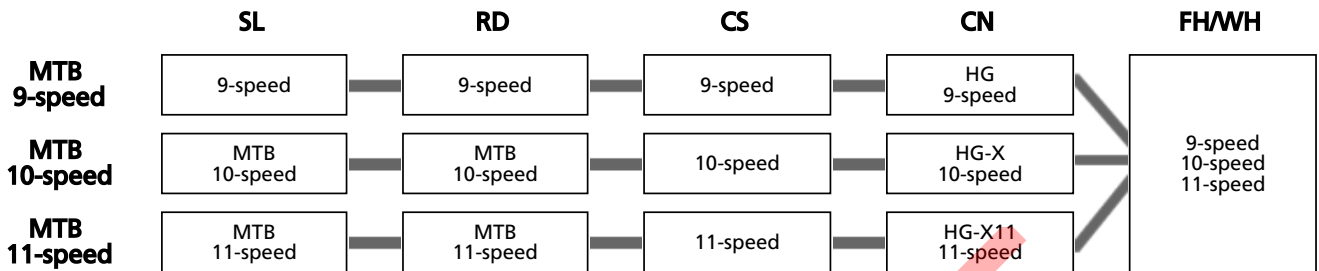 SL RD CS CN FH/WH
MTB
9-speed
9-speed
9-speed
9-speed
HG
9-speed
MTB
10-speed
MTB
10-speed
MTB
10-speed
10-speed
HG-X
10-speed
MTB
11-speed
MTB
11-speed
MTB
11-speed
11-speed
HG-X11
11-speed
9-speed
10-speed
11-speed